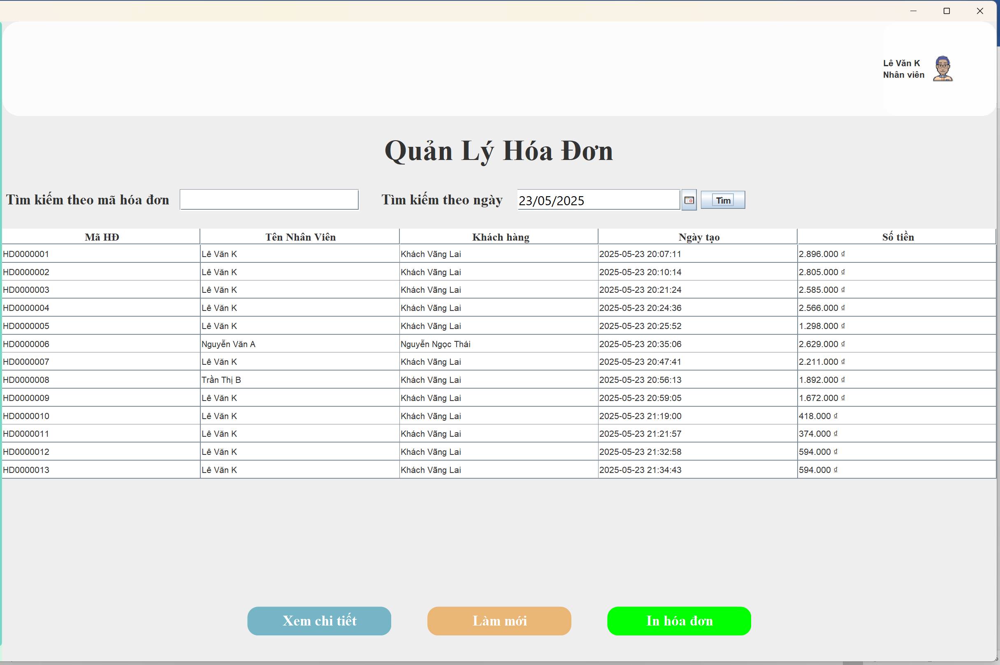 Lê Văn K
Nhân viên
Quản Lý Hóa Đơn
Tìm kiếm theo mã hóa đơn Tìm kiếm theo ngày 23/05/2025 Tìm
Mã HĐ Tên Nhân Viên Khách hàng Ngày tạo Số tiền
HD0000001 Lê Văn K Khách Vãng Lai 2025-05-23 20:07:11 2.896.000 ₫
HD0000002 Lê Văn K Khách Vãng Lai 2025-05-23 20:10:14 2.805.000 ₫
HD0000003 Lê Văn K Khách Vãng Lai 2025-05-23 20:21:24 2.585.000 ₫
HD0000004 Lê Văn K Khách Vãng Lai 2025-05-23 20:24:36 2.566.000 ₫
HD0000005 Lê Văn K Khách Vãng Lai 2025-05-23 20:25:52 1.298.000 ₫
HD0000006 Nguyễn Văn A Nguyễn Ngọc Thái 2025-05-23 20:35:06 2.629.000 ₫
HD0000007 Lê Văn K Khách Vãng Lai 2025-05-23 20:47:41 2.211.000 ₫
HD0000008 Trần Thị B Khách Vãng Lai 2025-05-23 20:56:13 1.892.000 ₫
HD0000009 Lê Văn K Khách Vãng Lai 2025-05-23 20:59:05 1.672.000 ₫
HD0000010 Lê Văn K Khách Vãng Lai 2025-05-23 21:19:00 418.000 ₫
HD0000011 Lê Văn K Khách Vãng Lai 2025-05-23 21:21:57 374.000 ₫
HD0000012 Lê Văn K Khách Vãng Lai 2025-05-23 21:32:58 594.000 ₫
HD0000013 Lê Văn K Khách Vãng Lai 2025-05-23 21:34:43 594.000 ₫
Xem chi tiết Làm mới In hóa đơn